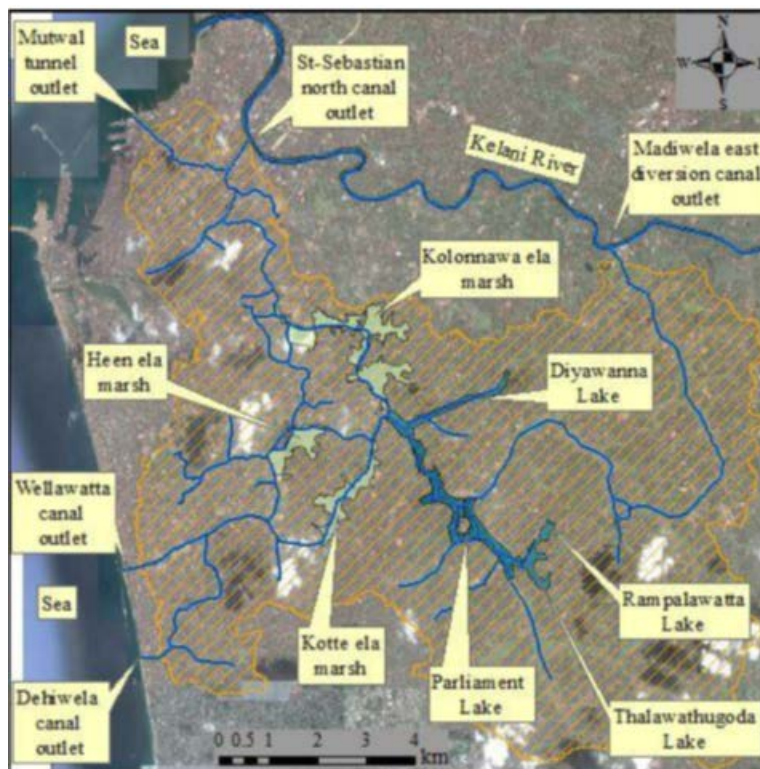 Mutwal
tunnel
outlet
Sea
St-Sebastian
north canal
outlet
N
W
S
Kelani River
Madiwela east
diversion canal
outlet
Kolonnawa ela
marsh
Heen ela
marsh
Diyawanna
Lake
Wellawatta
canal
outlet
Sea
Rampalawatta
Lake
Kotte ela
marsh
Parliament
Lake
Dehiwela
canal
outlet
Thalawathugoda
Lake
0 0.5 1 2 3 4
km